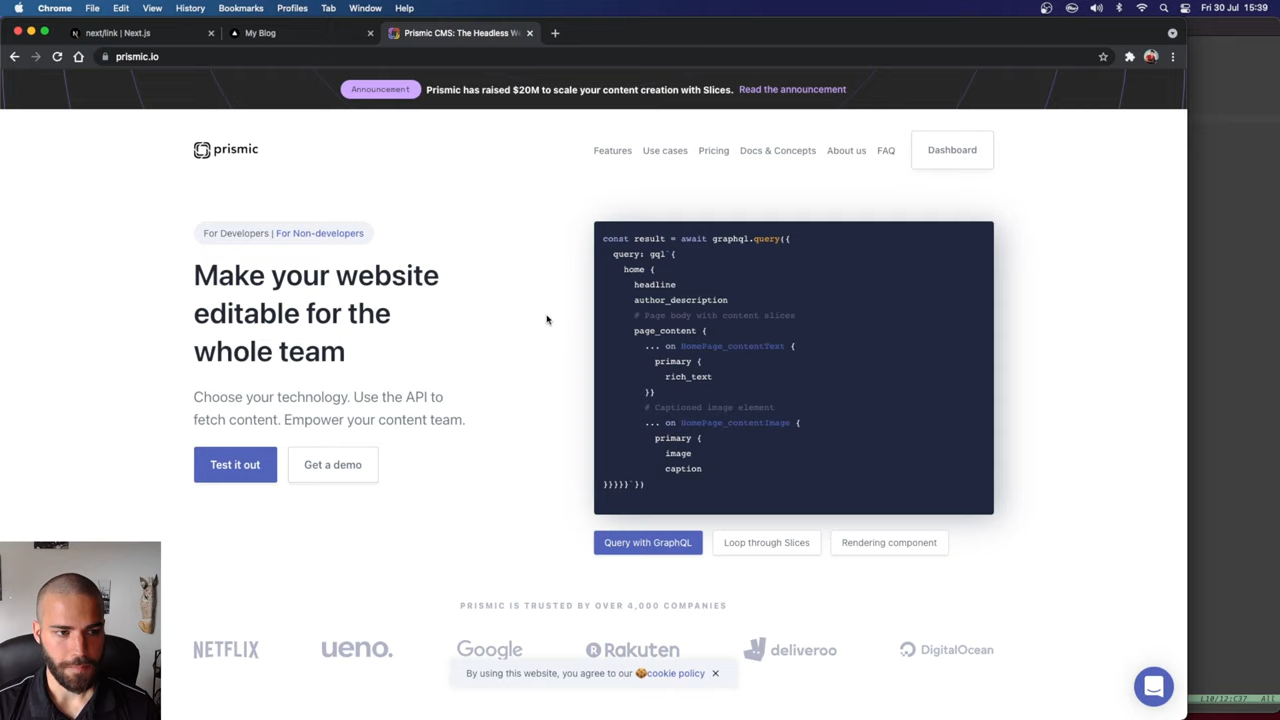 Chrome File Edit View History Bookmarks Profiles Tab Window Help Fri 30 Jul 15:39
next/link | Next.js My Blog Prismic CMS: The Headless We
prismic.io
Announcement Prismic has raised $20M to scale your content creation with Slices. Read the announcement
prismic
Features Use cases Pricing Docs & Concepts About us FAQ Dashboard
For Developers | For Non-developers
Make your website
editable for the
whole team
Choose your technology. Use the API to
fetch content. Empower your content team.
Test it out Get a demo
const result = await graphql.query({
query: gql`{
home {
headline
author_description
# Page body with content slices
page_content {
... on HomePage_contentText {
primary {
rich_text
}}
# Captioned image element
... on HomePage_contentImage {
primary {
image
caption
}}}}}`})
Query with GraphQL Loop through Slices Rendering component
PRISMIC IS TRUSTED BY OVER 4,000 COMPANIES
NETFLIX ueno. Google Rakuten deliveroo DigitalOcean
By using this website, you agree to our 🍪cookie policy ✕
L10/12:C37 All